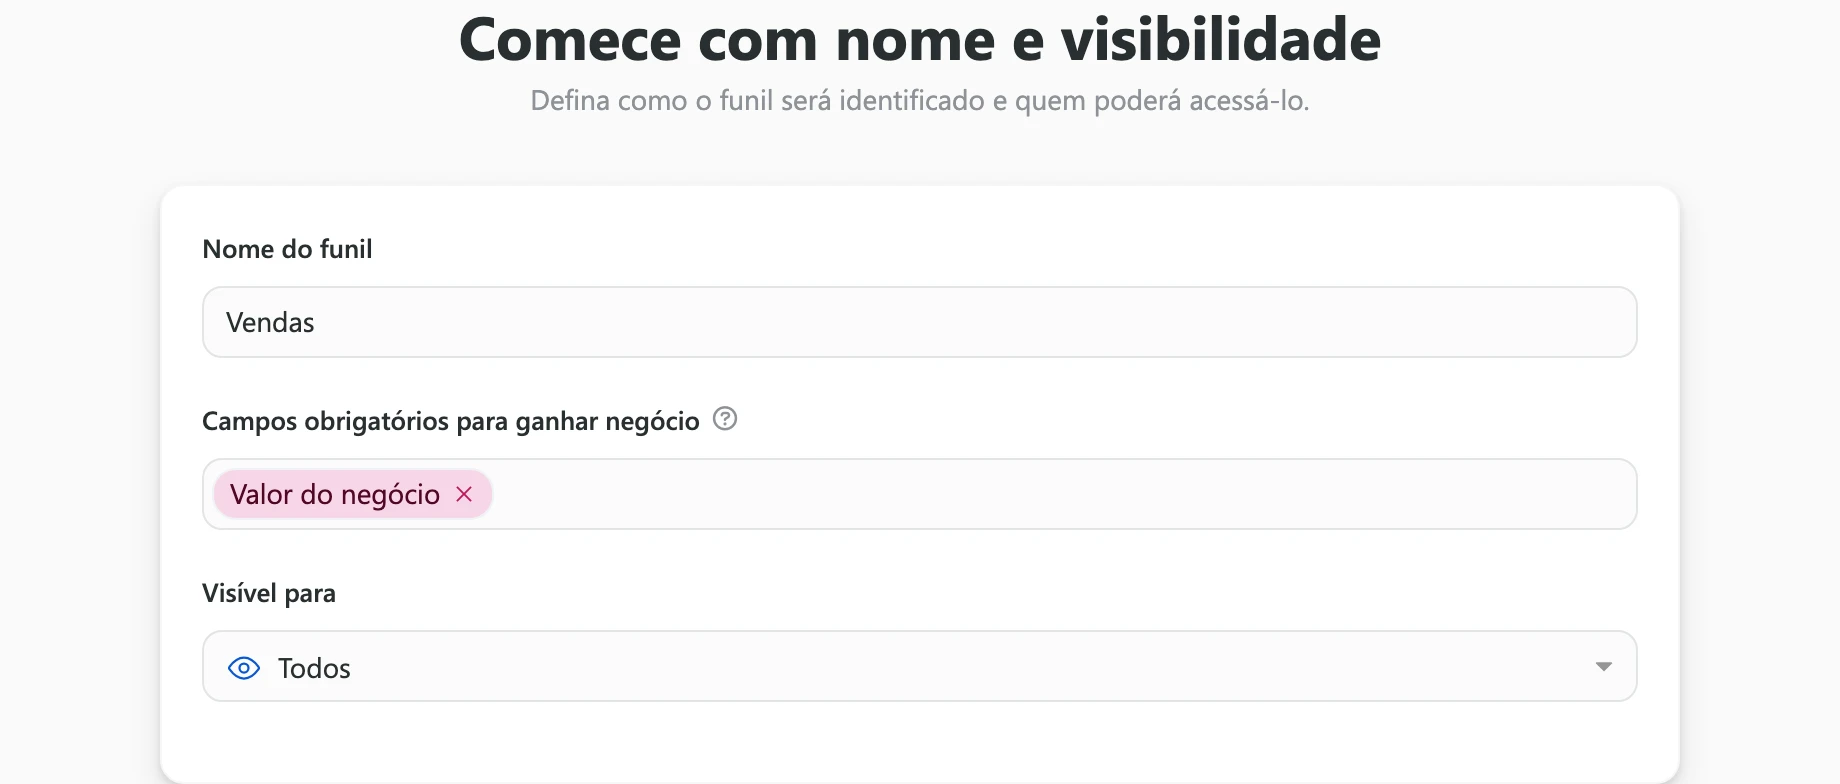 Comece com nome e visibilidade
Defina como o funil será identificado e quem poderá acessá-lo.
Nome do funil
Vendas
Campos obrigatórios para ganhar negócio ?
Valor do negócio ×
Visível para
Todos